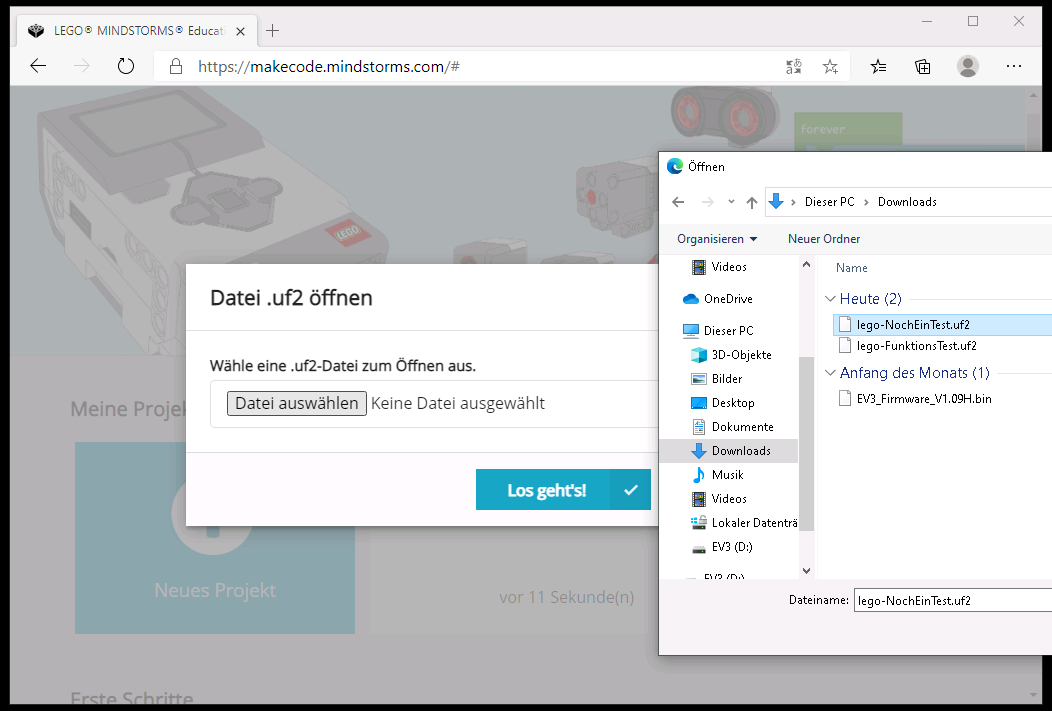 LEGO® MINDSTORMS® Educati
https://makecode.mindstorms.com/#
forever
LEGO
Öffnen
Dieser PC > Downloads
Organisieren
Neuer Ordner
Name
Videos
OneDrive
Dieser PC
3D-Objekte
Bilder
Desktop
Dokumente
Downloads
Musik
Videos
Lokaler Datenträ
EV3 (D:)
EV3 (D:)
Heute (2)
lego-NochEinTest.uf2
lego-FunktionsTest.uf2
Anfang des Monats (1)
EV3_Firmware_V1.09H.bin
Dateiname: lego-NochEinTest.uf2
Datei .uf2 öffnen
Wähle eine .uf2-Datei zum Öffnen aus.
Datei auswählen Keine Datei ausgewählt
Los geht's!
Meine Projek
Neues Projekt
vor 11 Sekunde(n)
Erste Schritte